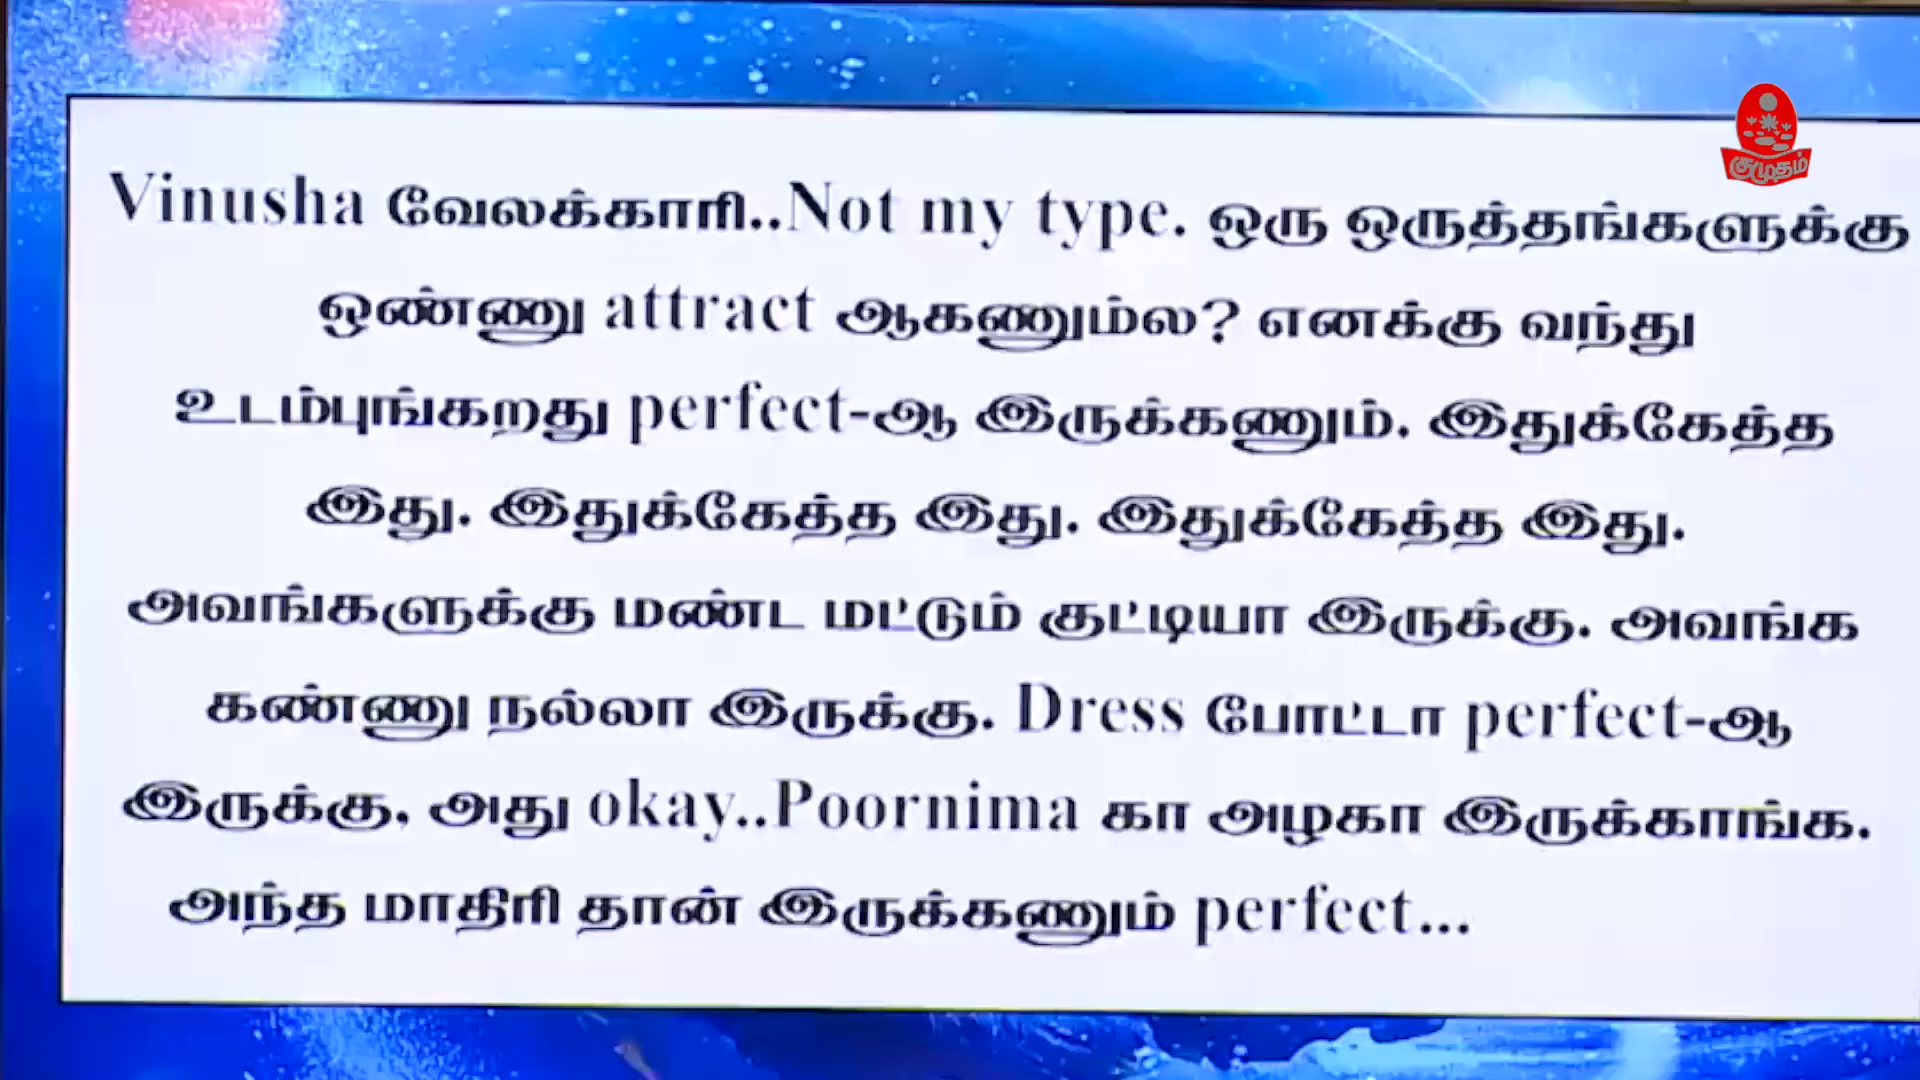 குமுதம்
Vinusha வேலக்காரி..Not my type. ஒரு ஒருத்தங்களுக்கு
ஒண்ணு attract ஆகணும்ல? எனக்கு வந்து
உடம்புங்கறது perfect-ஆ இருக்கணும். இதுக்கேத்த
இது. இதுக்கேத்த இது. இதுக்கேத்த இது.
அவங்களுக்கு மண்ட மட்டும் குட்டியா இருக்கு. அவங்க
கண்ணு நல்லா இருக்கு. Dress போட்டா perfect-ஆ
இருக்கு, அது okay..Poornima கா அழகா இருக்காங்க.
அந்த மாதிரி தான் இருக்கணும் perfect...